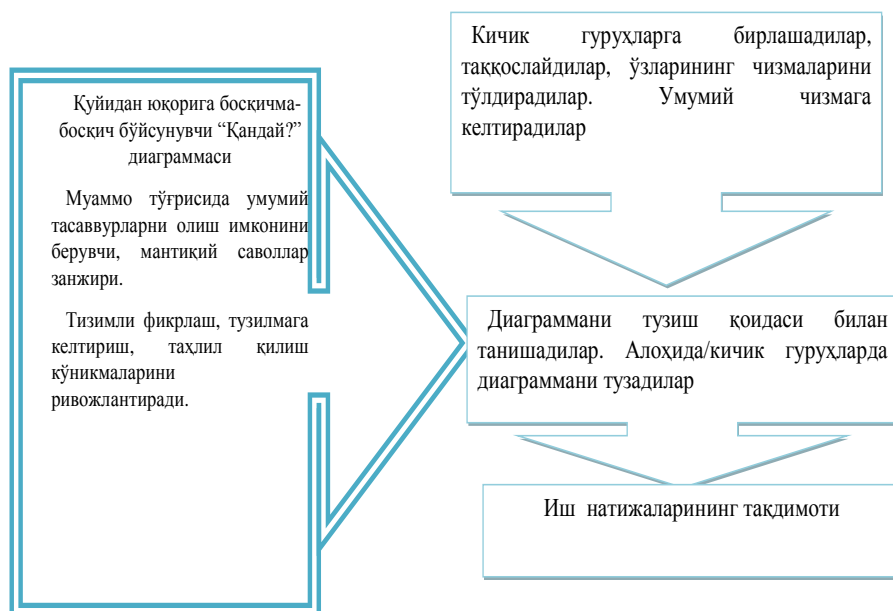 Қуйидан юқорига босқичма-
босқич бўйсунувчи “Қандай?”
диаграммаси
Муаммо тўғрисида умумий
тасаввурларни олиш имконини
берувчи, мантиқий саволлар
занжири.
Тизимли фикрлаш, тузилмага
келтириш, таҳлил қилиш
кўникмаларини
ривожлантиради.
Кичик гуруҳларга бирлашадилар,
таққослайдилар, ўзларининг чизмаларини
тўлдирадилар. Умумий чизмага
келтирадилар
Диаграммани тузиш қоидаси билан
танишадилар. Алоҳида/кичик гуруҳларда
диаграммани тузадилар
Иш натижаларининг тақдимоти